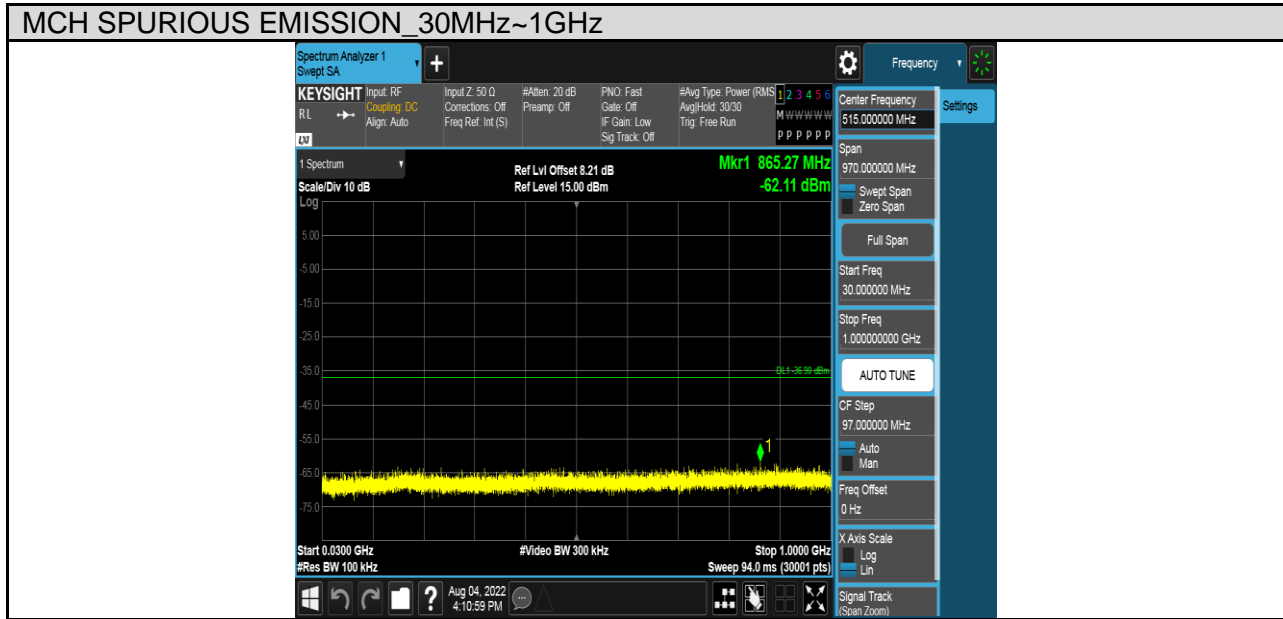 MCH SPURIOUS EMISSION_30MHz~1GHz
Spectrum Analyzer 1
Swept SA
+
Frequency
KEYSIGHT
RL
LXI
Input: RF
Coupling: DC
Align: Auto
Input Z: 50 Ω
Corrections: Off
Freq Ref: Int (S)
#Atten: 20 dB
Preamp: Off
PNO: Fast
Gate: Off
IF Gain: Low
Sig Track: Off
#Avg Type: Power (RMS
Avg|Hold: 30/30
Trig: Free Run
1 2 3 4 5 6
M W W W W W
P P P P P P
1 Spectrum
Scale/Div 10 dB
Log
Ref Lvl Offset 8.21 dB
Ref Level 15.00 dBm
Mkr1 865.27 MHz
-62.11 dBm
5.00
-5.00
-15.0
-25.0
-35.0
-45.0
-55.0
-65.0
-75.0
DL1 -36.90 dBm
1
Start 0.0300 GHz
#Res BW 100 kHz
#Video BW 300 kHz
Stop 1.0000 GHz
Sweep 94.0 ms (30001 pts)
Center Frequency
515.000000 MHz
Settings
Span
970.000000 MHz
Swept Span
Zero Span
Full Span
Start Freq
30.000000 MHz
Stop Freq
1.000000000 GHz
AUTO TUNE
CF Step
97.000000 MHz
Auto
Man
Freq Offset
0 Hz
X Axis Scale
Log
Lin
Signal Track
(Span Zoom)
?
Aug 04, 2022
4:10:59 PM